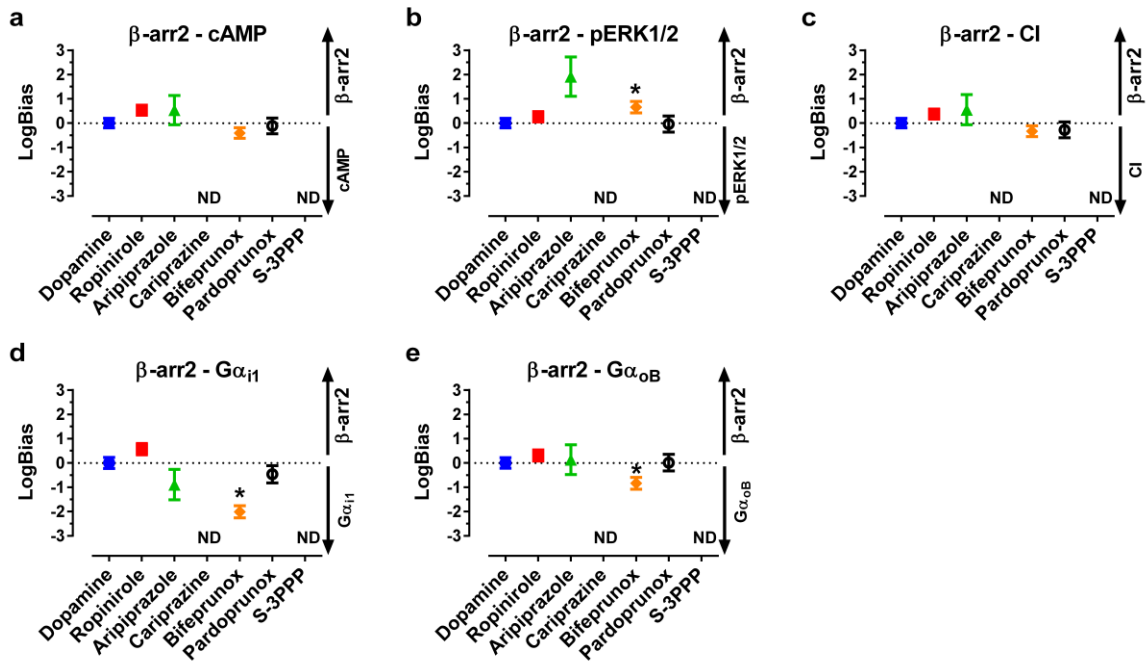 a
β-arr2 - cAMP
LogBias
3
2
1
0
-1
-2
-3
ND
ND
β-arr2
cAMP
Dopamine
Ropinirole
Aripiprazole
Cariprazine
Bifeprunox
Pardoprunox
S-3PPP
b
β-arr2 - pERK1/2
LogBias
3
2
1
0
-1
-2
-3
*
ND
ND
β-arr2
pERK1/2
Dopamine
Ropinirole
Aripiprazole
Cariprazine
Bifeprunox
Pardoprunox
S-3PPP
c
β-arr2 - CI
LogBias
3
2
1
0
-1
-2
-3
ND
ND
β-arr2
CI
Dopamine
Ropinirole
Aripiprazole
Cariprazine
Bifeprunox
Pardoprunox
S-3PPP
d
β-arr2 - Gαi1
LogBias
3
2
1
0
-1
-2
-3
*
ND
ND
β-arr2
Gαi1
Dopamine
Ropinirole
Aripiprazole
Cariprazine
Bifeprunox
Pardoprunox
S-3PPP
e
β-arr2 - GαoB
LogBias
3
2
1
0
-1
-2
-3
*
ND
ND
β-arr2
GαoB
Dopamine
Ropinirole
Aripiprazole
Cariprazine
Bifeprunox
Pardoprunox
S-3PPP